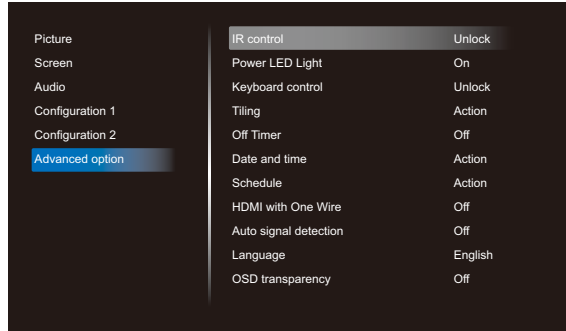 Picture
Screen
Audio
Configuration 1
Configuration 2
Advanced option
IR control Unlock
Power LED Light On
Keyboard control Unlock
Tiling Action
Off Timer Off
Date and time Action
Schedule Action
HDMI with One Wire Off
Auto signal detection Off
Language English
OSD transparency Off